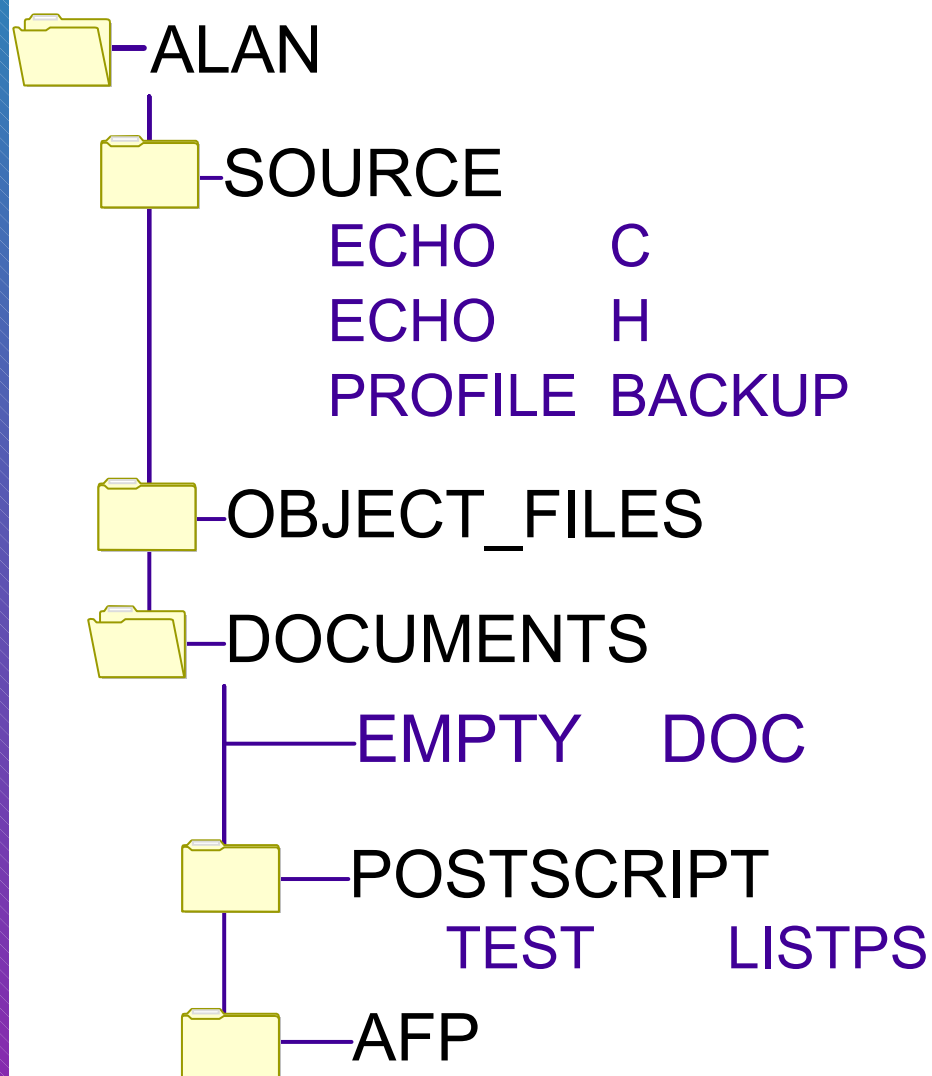 ALAN
SOURCE
ECHO C
ECHO H
PROFILE BACKUP
OBJECT_FILES
DOCUMENTS
EMPTY DOC
POSTSCRIPT
TEST LISTPS
AFP